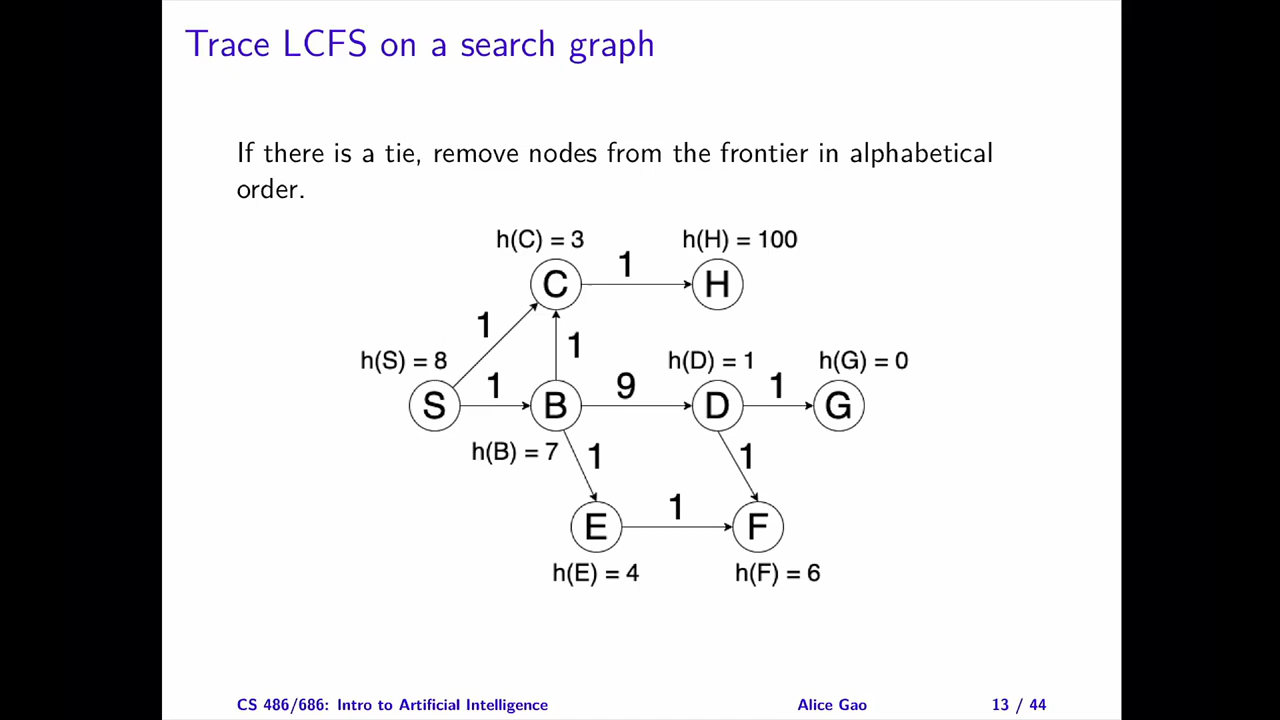 Trace LCFS on a search graph
If there is a tie, remove nodes from the frontier in alphabetical
order.
h(C) = 3
h(H) = 100
1
C
H
1
1
h(S) = 8
h(D) = 1
h(G) = 0
1
9
1
S
B
D
G
h(B) = 7
1
1
1
E
F
h(E) = 4
h(F) = 6
CS 486/686: Intro to Artificial Intelligence
Alice Gao
13 / 44